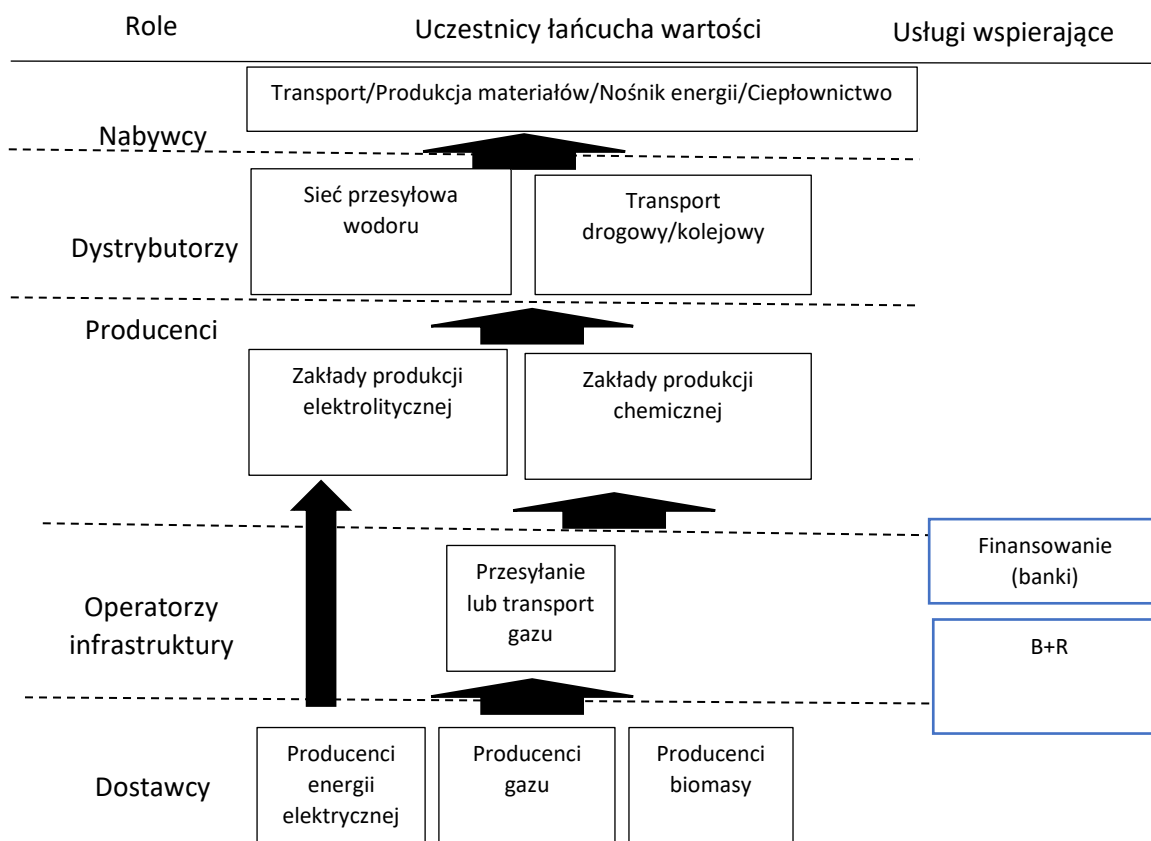 Role
Uczestnicy łańcucha wartości
Usługi wspierające
Transport/Produkcja materiałów/Nośnik energii/Ciepłownictwo
Nabywcy
Sieć przesyłowa
wodoru
Transport
drogowy/kolejowy
Dystrybutorzy
Producenci
Zakłady produkcji
elektrolitycznej
Zakłady produkcji
chemicznej
Operatorzy
infrastruktury
Przesyłanie
lub transport
gazu
Finansowanie
(banki)
B+R
Dostawcy
Producenci
energii
elektrycznej
Producenci
gazu
Producenci
biomasy